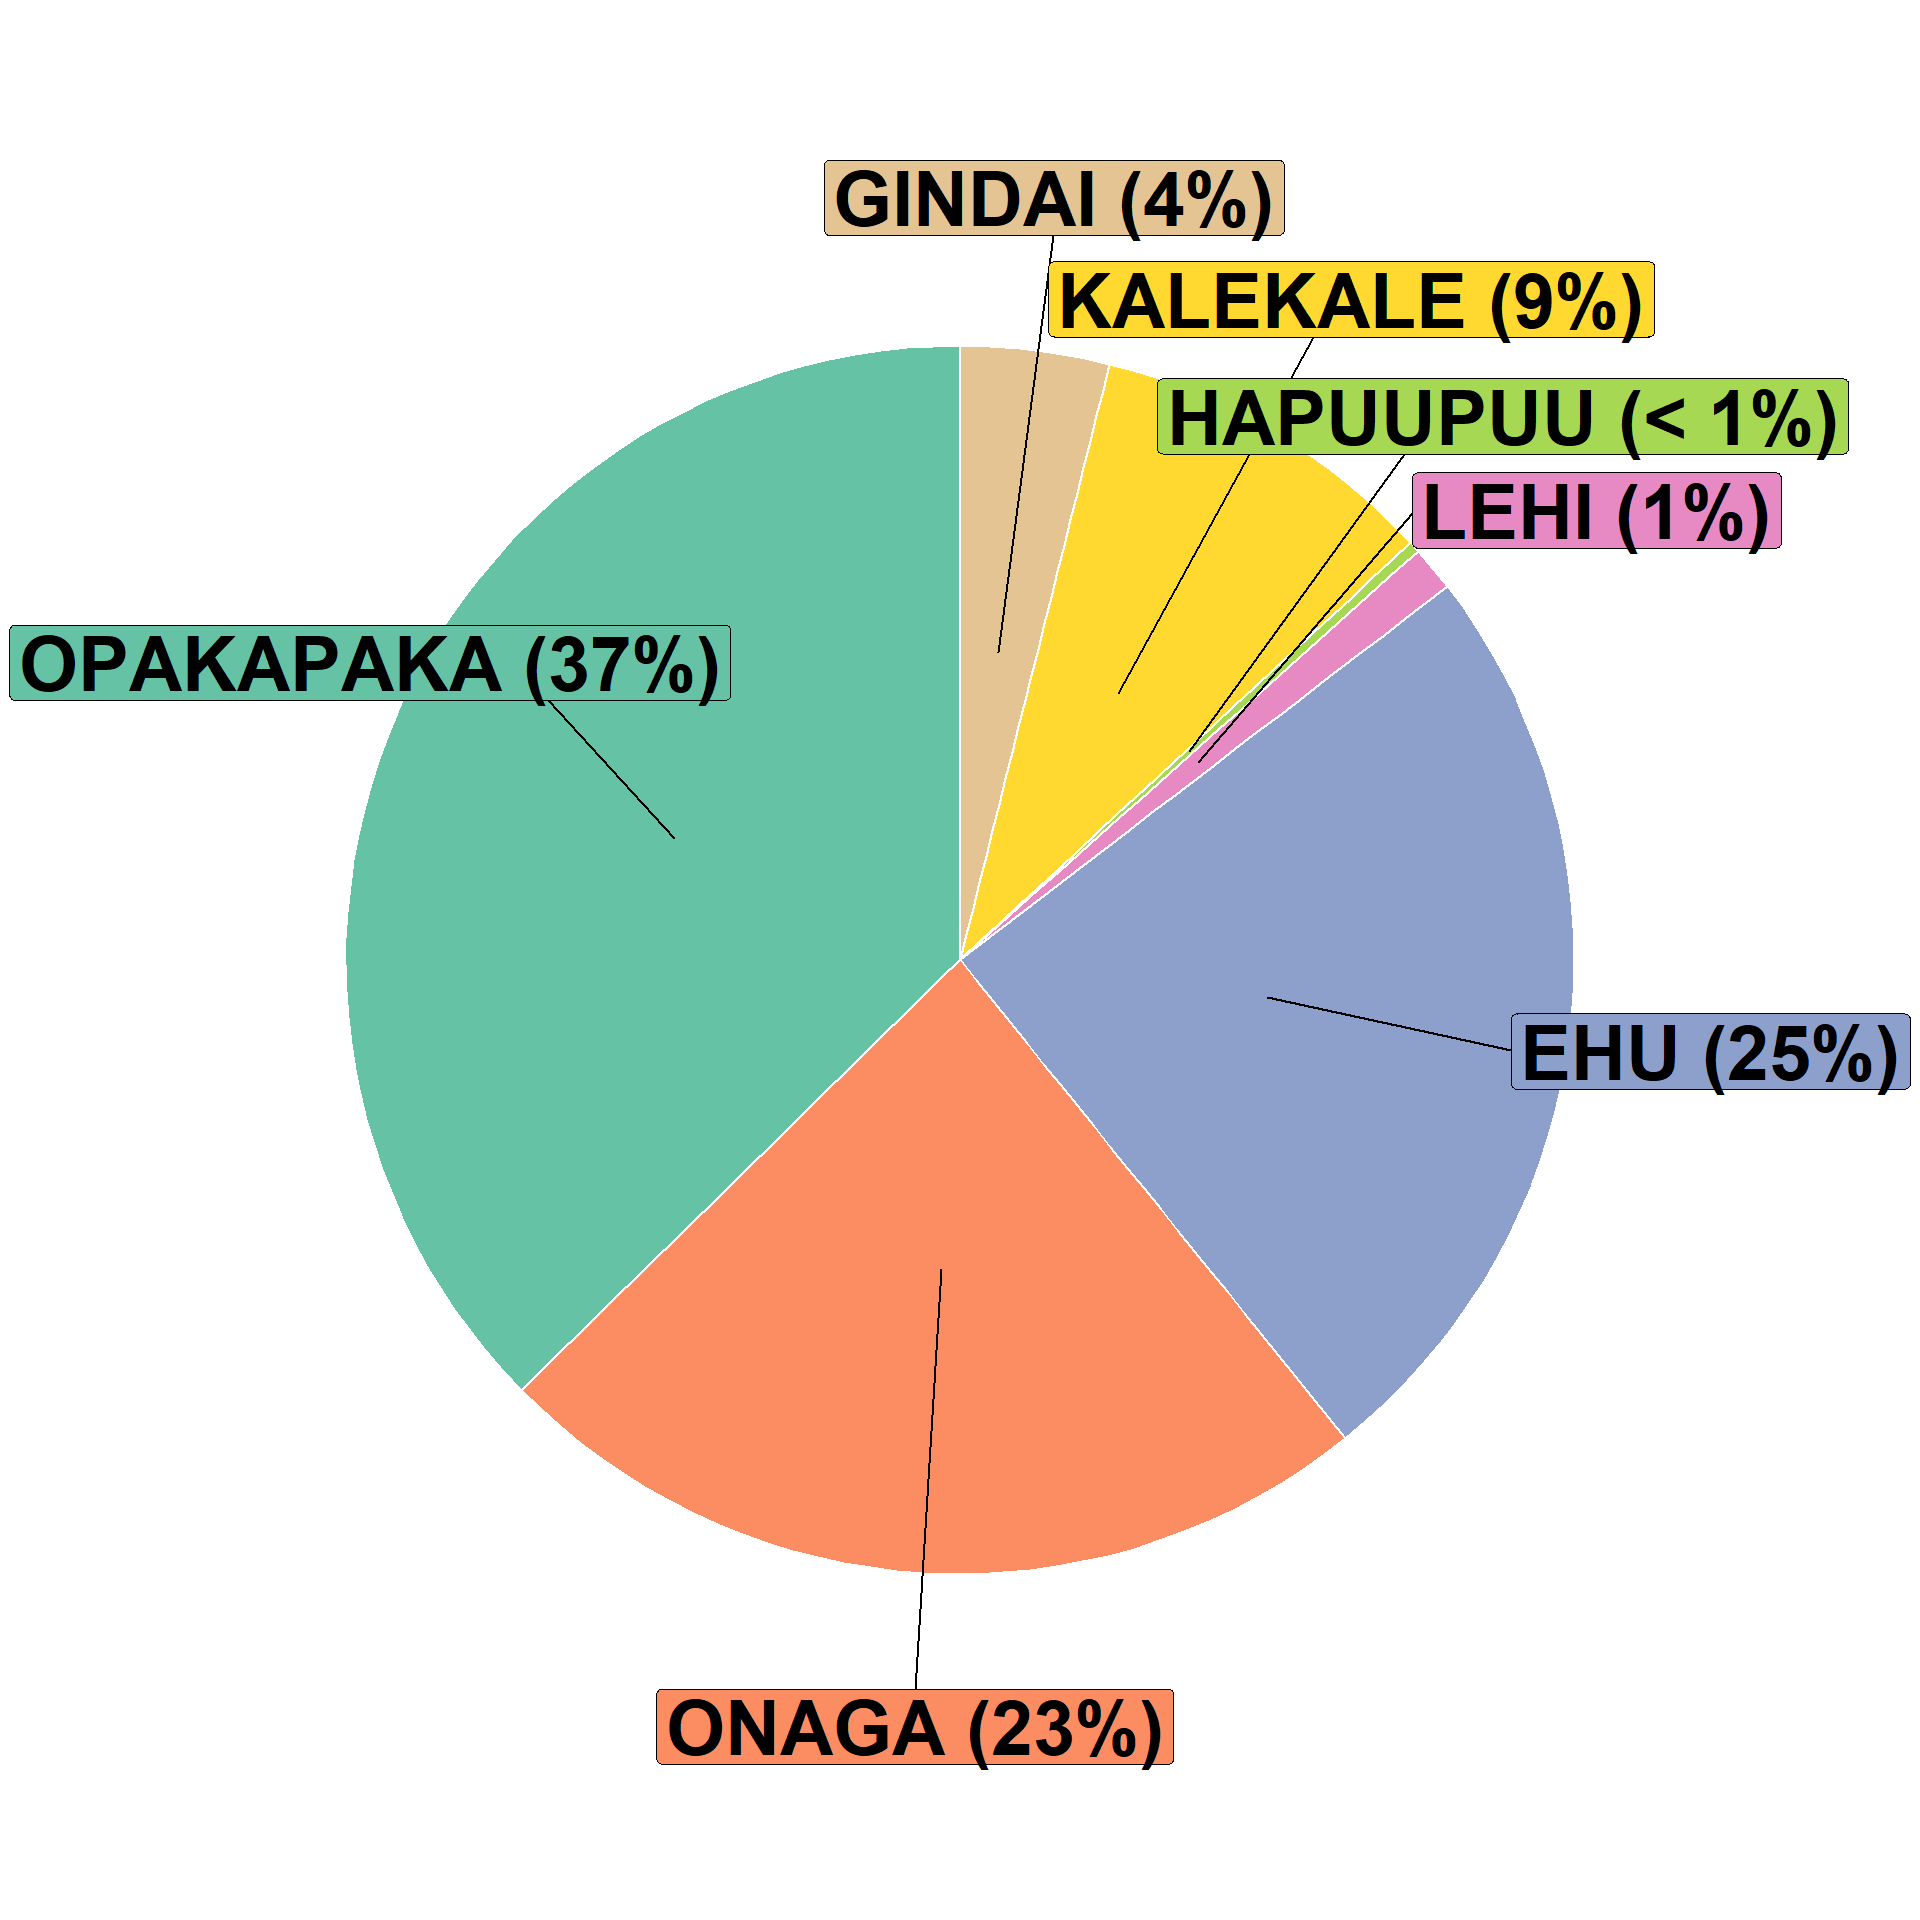 GINDAI (4%)
KALEKALE (9%)
HAPUUPUU (< 1%)
LEHI (1%)
OPAKAPAKA (37%)
EHU (25%)
ONAGA (23%)